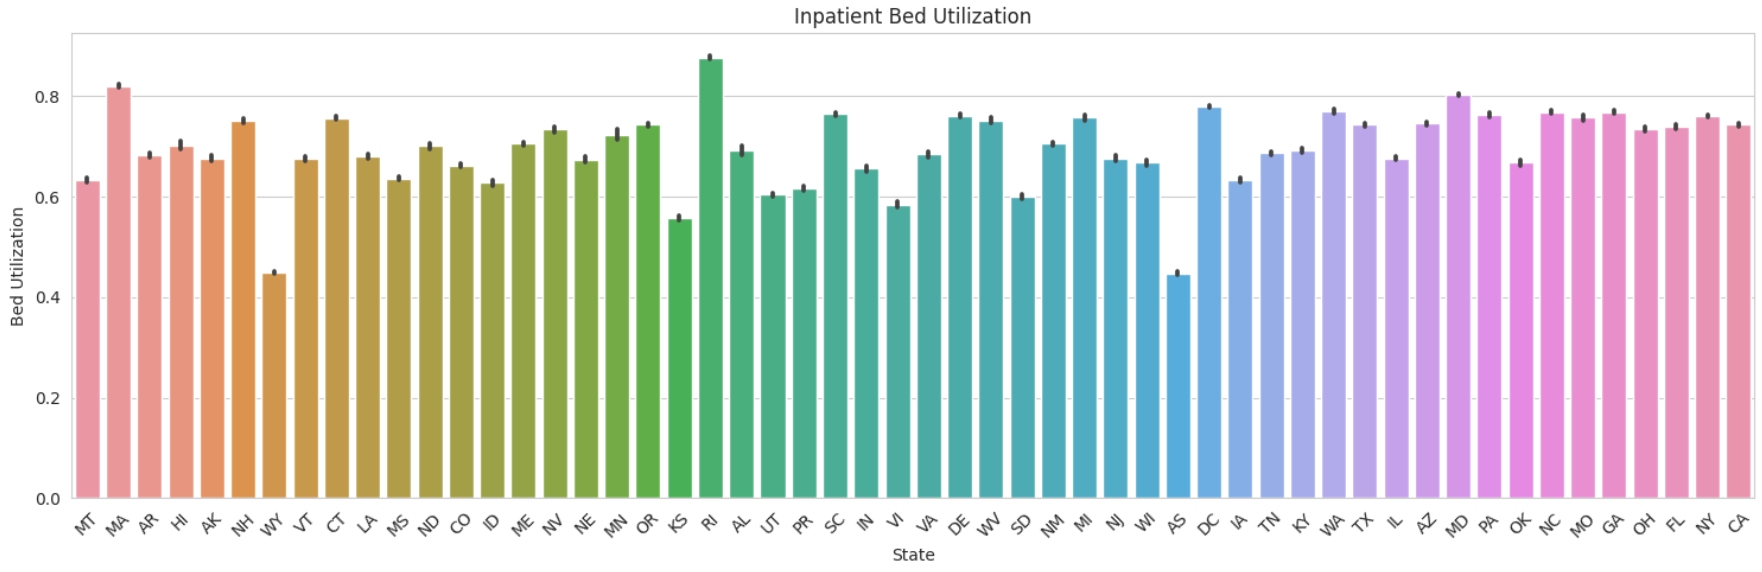 Inpatient Bed Utilization
Bed Utilization
0.8
0.6
0.4
0.2
0.0
MT MA AR HI AK NH WY VT CT LA MS ND CO ID ME NV NE MN OR KS RI AL UT PR SC IN VI VA DE WV SD NM MI NJ WI AS DC IA TN KY WA TX IL AZ MD PA OK NC MO GA OH FL NY CA
State